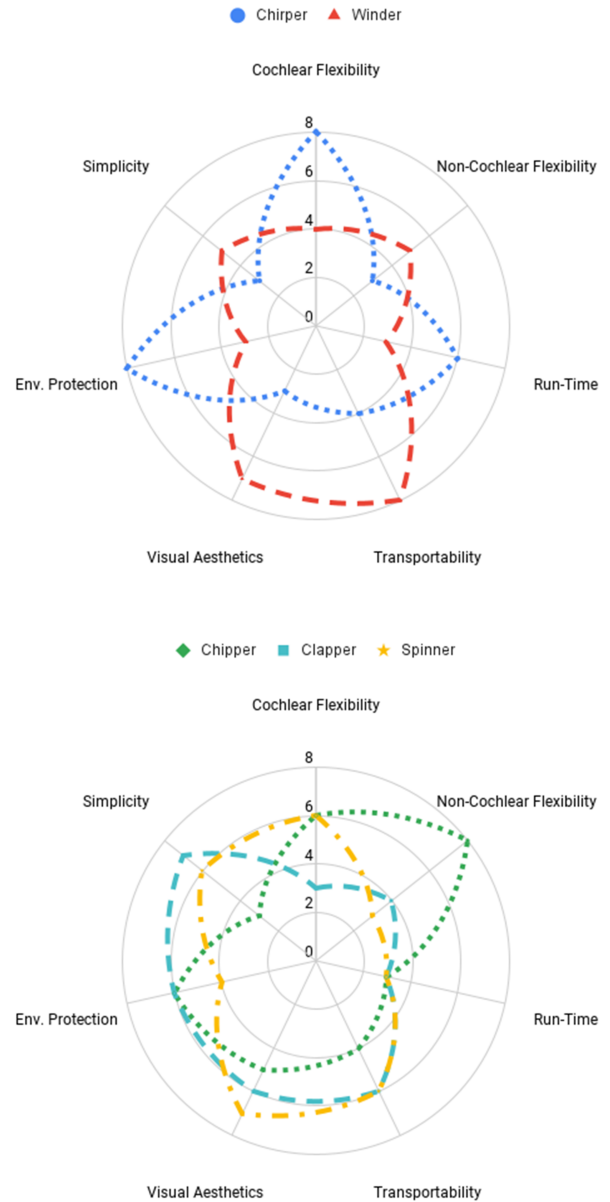 Chirper Winder
Cochlear Flexibility
8
Simplicity
Non-Cochlear Flexibility
6
4
2
0
Env. Protection
Run-Time
Visual Aesthetics
Transportability
Chipper Clapper Spinner
Cochlear Flexibility
8
Simplicity
Non-Cochlear Flexibility
6
4
2
0
Env. Protection
Run-Time
Visual Aesthetics
Transportability